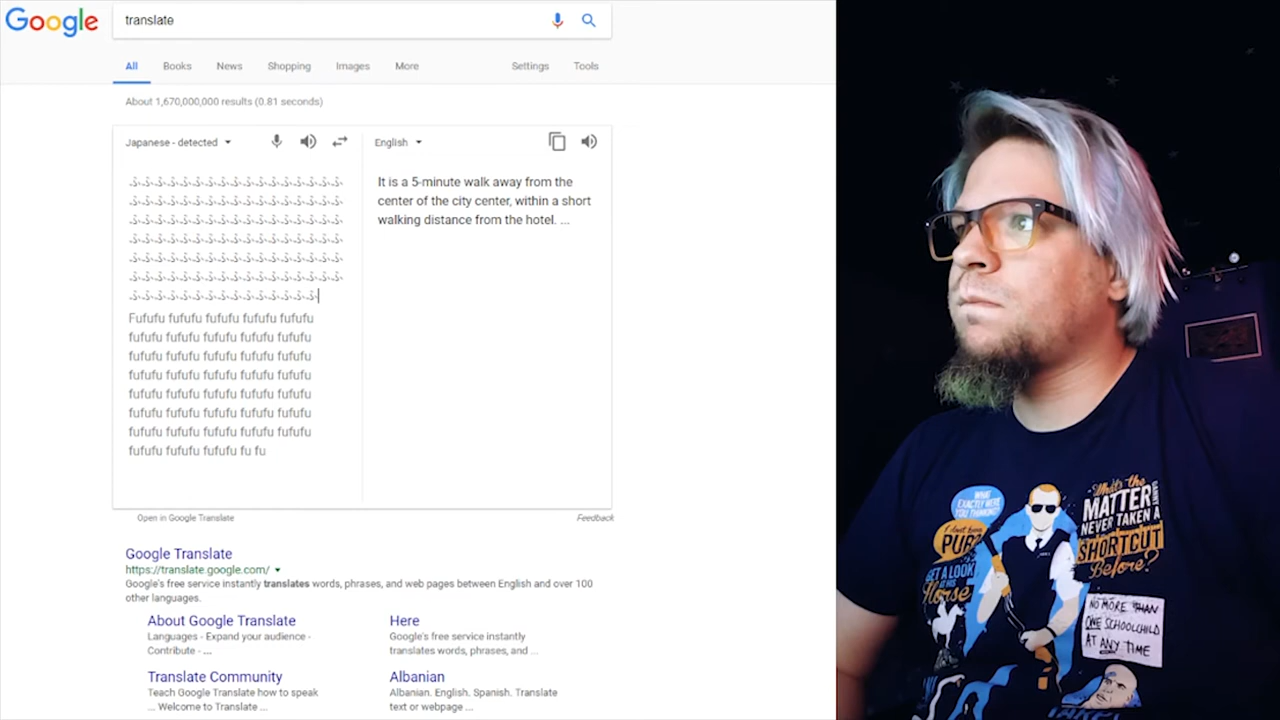 Google
translate
All Books News Shopping Images More Settings Tools
About 1,670,000,000 results (0.81 seconds)
Japanese - detected
English
ふふふふふふふふふふふふふふふふふ
ふふふふふふふふふふふふふふふふふ
ふふふふふふふふふふふふふふふふふ
ふふふふふふふふふふふふふふふふふ
ふふふふふふふふふふふふふふふふふ
ふふふふふふふふふふふふふふふふふ
ふふふふふふふふふふふふふふふ
Fufufu fufufu fufufu fufufu fufufu
fufufu fufufu fufufu fufufu fufufu
fufufu fufufu fufufu fufufu fufufu
fufufu fufufu fufufu fufufu fufufu
fufufu fufufu fufufu fufufu fufufu
fufufu fufufu fufufu fufufu fufufu
fufufu fufufu fufufu fufufu fufufu
fufufu fufufu fufufu fu fu
It is a 5-minute walk away from the
center of the city center, within a short
walking distance from the hotel. ...
Open in Google Translate
Feedback
Google Translate
https://translate.google.com/
Google's free service instantly translates words, phrases, and web pages between English and over 100
other languages.
About Google Translate
Languages - Expand your audience -
Contribute - ...
Here
Google's free service instantly
translates words, phrases, and ...
Translate Community
Teach Google Translate how to speak
... Welcome to Translate ...
Albanian
Albanian. English. Spanish. Translate
text or webpage ...
WHAT
EXACTLY WERE
YOU THINKING?
GET A LOOK
AT HIS
Horse
What's the
MATTER
DANNY
NEVER TAKEN A
SHORTCUT
Before?
NO MORE THAN
ONE SCHOOLCHILD
AT ANY TIME